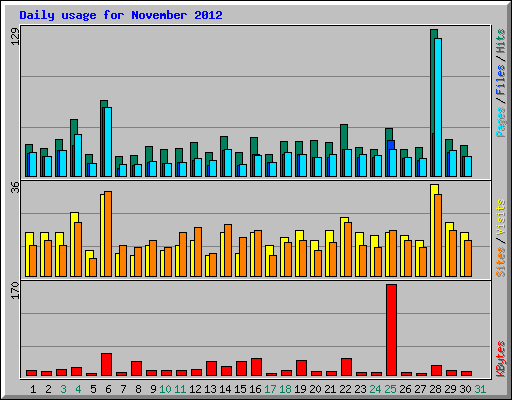 Daily usage for November 2012
129
36
170
Pages / Files / Hits
Sites / Visits
KBytes
1 2 3 4 5 6 7 8 9 10 11 12 13 14 15 16 17 18 19 20 21 22 23 24 25 26 27 28 29 30 31